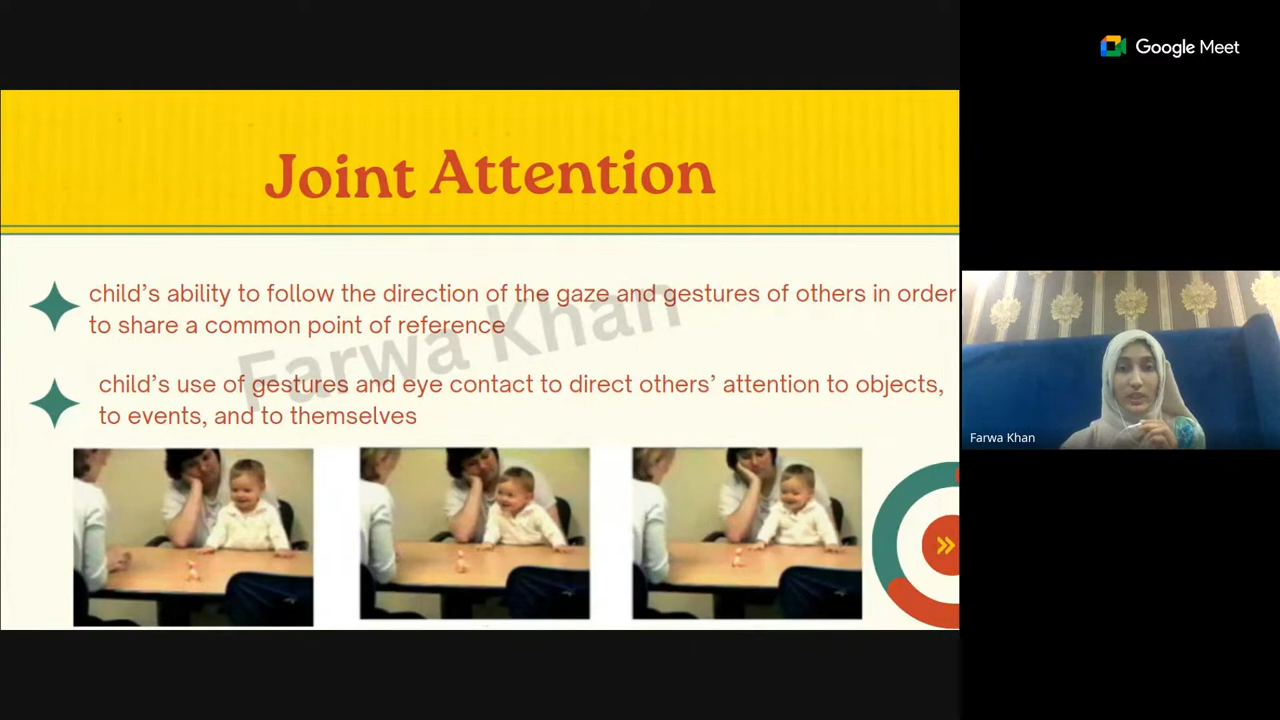 Google Meet
Joint Attention
child's ability to follow the direction of the gaze and gestures of others in order
to share a common point of reference
Farwa Khan
child's use of gestures and eye contact to direct others' attention to objects,
to events, and to themselves
Farwa Khan